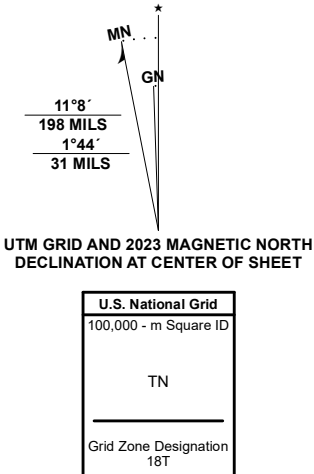 ★
MN
GN
11°8´
198 MILS
1°44´
31 MILS
UTM GRID AND 2023 MAGNETIC NORTH
DECLINATION AT CENTER OF SHEET
U.S. National Grid
100,000 - m Square ID
TN
Grid Zone Designation
18T